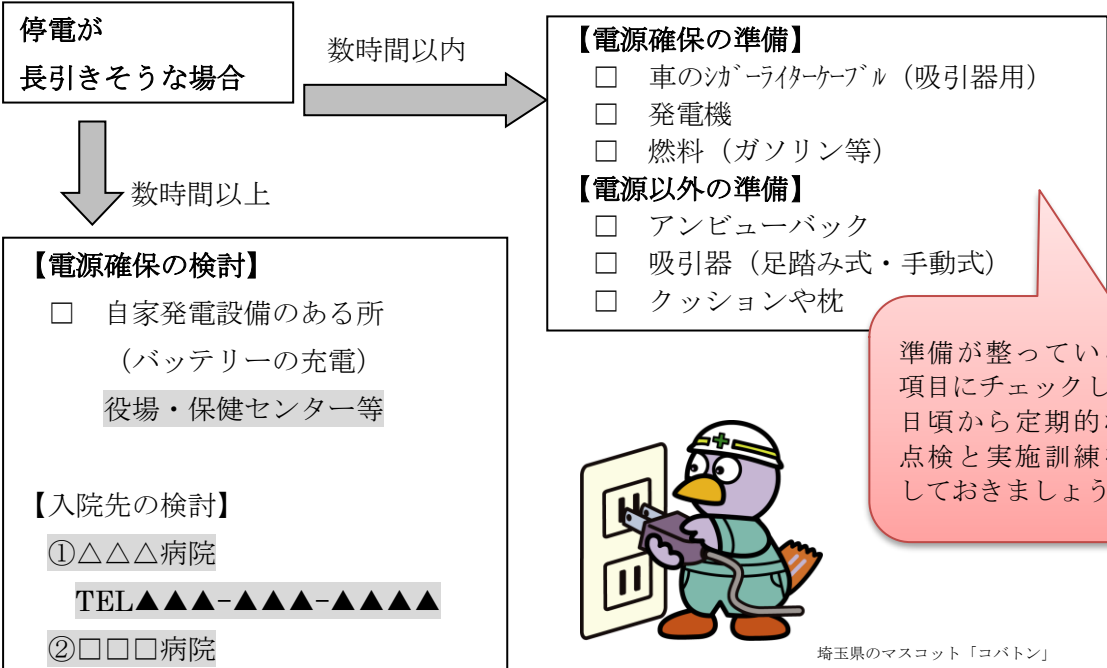 停電が
長引きそうな場合
数時間以内
【電源確保の準備】
□ 車のｼｶﾞｰﾗｲﾀｰｹｰﾌﾞﾙ（吸引器用）
□ 発電機
□ 燃料（ガソリン等）
【電源以外の準備】
□ アンビューバック
□ 吸引器（足踏み式・手動式）
□ クッションや枕
数時間以上
【電源確保の検討】
□ 自家発電設備のある所
（バッテリーの充電）
役場・保健センター等
【入院先の検討】
①△△△病院
TEL▲▲▲-▲▲▲-▲▲▲▲
②□□□病院
準備が整ってい
項目にチェックし
日頃から定期的
点検と実施訓練
しておきましょう
埼玉県のマスコット「コバトン」